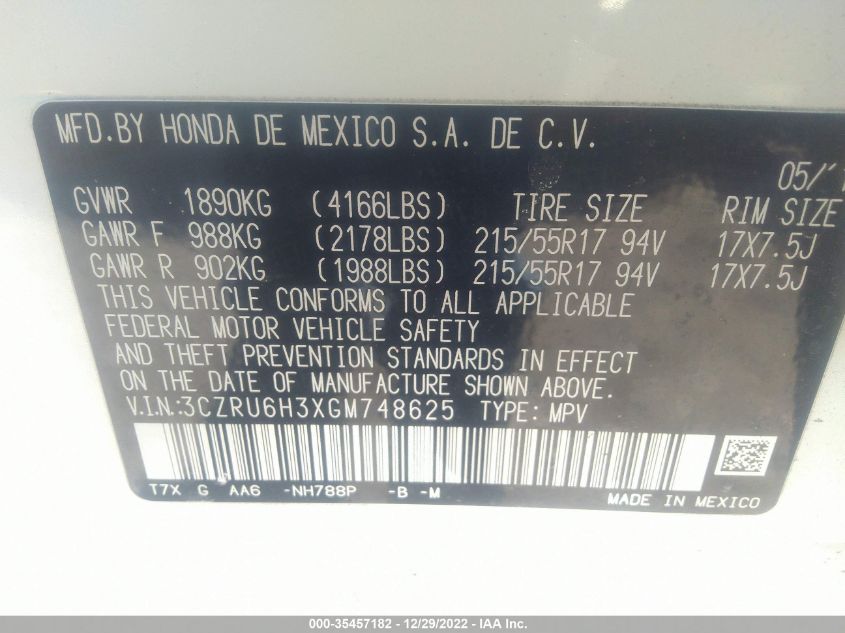 MFD.BY HONDA DE MEXICO S.A. DE C.V.
05/'1
GVWR 1890KG (4166LBS) TIRE SIZE RIM SIZE
GAWR F 988KG (2178LBS) 215/55R17 94V 17X7.5J
GAWR R 902KG (1988LBS) 215/55R17 94V 17X7.5J
THIS VEHICLE CONFORMS TO ALL APPLICABLE
FEDERAL MOTOR VEHICLE SAFETY
AND THEFT PREVENTION STANDARDS IN EFFECT
ON THE DATE OF MANUFACTURE SHOWN ABOVE.
V.I.N.:3CZRU6H3XGM748625 TYPE: MPV
T7X G AA6 -NH788P -B -M
MADE IN MEXICO
000-35457182 - 12/29/2022 - IAA Inc.